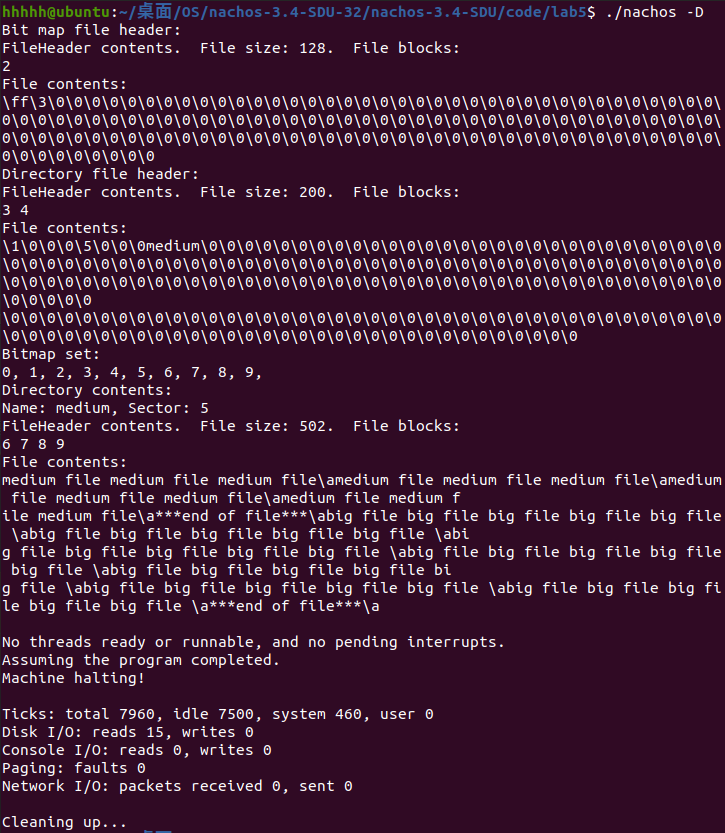 hhhhh@ubuntu:~/桌面/OS/nachos-3.4-SDU-32/nachos-3.4-SDU/code/lab5$ ./nachos -D
Bit map file header:
FileHeader contents.  File size: 128.  File blocks:
2
File contents:
\ff\3\0\0\0\0\0\0\0\0\0\0\0\0\0\0\0\0\0\0\0\0\0\0\0\0\0\0\0\0\0\0\0\0\0\0\0\0\0\
0\0\0\0\0\0\0\0\0\0\0\0\0\0\0\0\0\0\0\0\0\0\0\0\0\0\0\0\0\0\0\0\0\0\0\0\0\0\0\0\
0\0\0\0\0\0\0\0\0\0\0\0\0\0\0\0\0\0\0\0\0\0\0\0\0\0\0\0\0\0\0\0\0\0\0\0\0\0\0\0\
0\0\0\0\0\0\0\0\0
Directory file header:
FileHeader contents.  File size: 200.  File blocks:
3 4
File contents:
\1\0\0\0\5\0\0\0medium\0\0\0\0\0\0\0\0\0\0\0\0\0\0\0\0\0\0\0\0\0\0\0\0\0\0\0\0\0
\0\0\0\0\0\0\0\0\0\0\0\0\0\0\0\0\0\0\0\0\0\0\0\0\0\0\0\0\0\0\0\0\0\0\0\0\0\0\0\0
\0\0\0\0\0\0\0\0\0\0\0\0\0\0\0\0\0\0\0\0\0\0\0\0\0\0\0\0\0\0\0\0\0\0\0\0\0\0\0\0
\0\0\0\0\0
\0\0\0\0\0\0\0\0\0\0\0\0\0\0\0\0\0\0\0\0\0\0\0\0\0\0\0\0\0\0\0\0\0\0\0\0\0\0\0\0
\0\0\0\0\0\0\0\0\0\0\0\0\0\0\0\0\0\0\0\0\0\0\0\0\0\0\0\0\0\0\0\0
Bitmap set:
0, 1, 2, 3, 4, 5, 6, 7, 8, 9,
Directory contents:
Name: medium, Sector: 5
FileHeader contents.  File size: 502.  File blocks:
6 7 8 9
File contents:
medium file medium file medium file\amedium file medium file medium file\amedium
 file medium file medium file\amedium file medium f
ile medium file\a***end of file***\abig file big file big file big file big file
 \abig file big file big file big file big file \abi
g file big file big file big file big file \abig file big file big file big file
 big file \abig file big file big file big file bi
g file \abig file big file big file big file big file \abig file big file big fi
le big file big file \a***end of file***\a
No threads ready or runnable, and no pending interrupts.
Assuming the program completed.
Machine halting!
Ticks: total 7960, idle 7500, system 460, user 0
Disk I/O: reads 15, writes 0
Console I/O: reads 0, writes 0
Paging: faults 0
Network I/O: packets received 0, sent 0
Cleaning up...